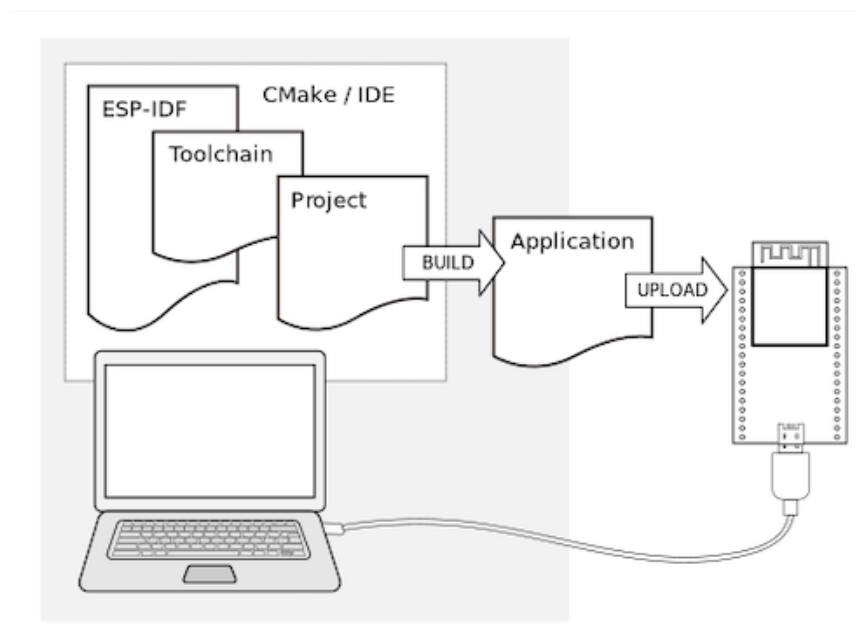 ESP-IDF
CMake / IDE
Toolchain
Project
BUILD
Application
UPLOAD